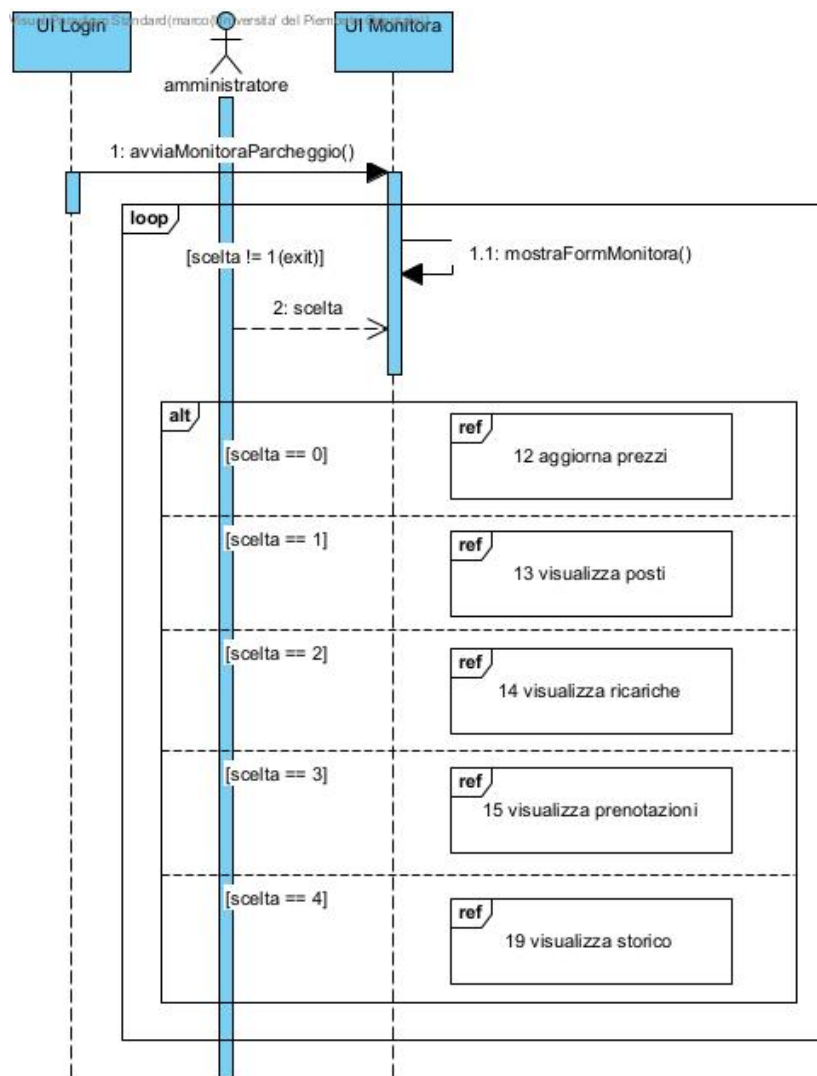 UI Login
UI Monitora
amministratore
1: avviaMonitoraParcheggio()
loop
[scelta != 1(exit)]
1.1: mostraFormMonitora()
2: scelta
alt
[scelta == 0]
ref
12 aggiorna prezzi
[scelta == 1]
ref
13 visualizza posti
[scelta == 2]
ref
14 visualizza ricariche
[scelta == 3]
ref
15 visualizza prenotazioni
[scelta == 4]
ref
19 visualizza storico